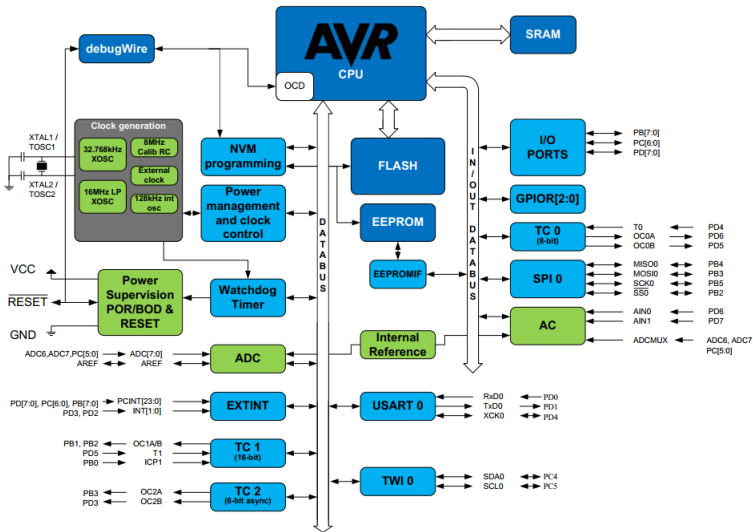 AVR
CPU
OCD
SRAM
debugWire
Clock generation
XTAL1 /
TOSC1
32.768kHz
XOSC
8MHz
Calib RC
External
clock
16MHz LP
XOSC
128kHz int
osc
XTAL2 /
TOSC2
NVM
programming
Power
management
and clock
control
FLASH
EEPROM
EEPROMIF
DATABUS
IN/OUT DATABUS
I/O
PORTS
PB[7:0]
PC[6:0]
PD[7:0]
GPIOR[2:0]
TC 0
(8-bit)
T0 PD4
OC0A PD6
OC0B PD5
SPI 0
MISO0 PB4
MOSI0 PB3
SCK0 PB5
SS0 PB2
AC
AIN0 PD6
AIN1 PD7
ADCMUX ADC6, ADC7
PC[5:0]
VCC
RESET
GND
Power
Supervision
POR/BOD &
RESET
Watchdog
Timer
Internal
Reference
ADC6,ADC7,PC[5:0] ADC[7:0]
AREF AREF
ADC
PD[7:0], PC[6:0], PB[7:0] PCINT[23:0]
PD3, PD2 INT[1:0]
EXTINT
USART 0
RxD0 PD0
TxD0 PD1
XCK0 PD4
PB1, PB2 OC1A/B
PD5 T1
PB0 ICP1
TC 1
(16-bit)
TWI 0
SDA0 PC4
SCL0 PC5
PB3 OC2A
PD3 OC2B
TC 2
(8-bit async)